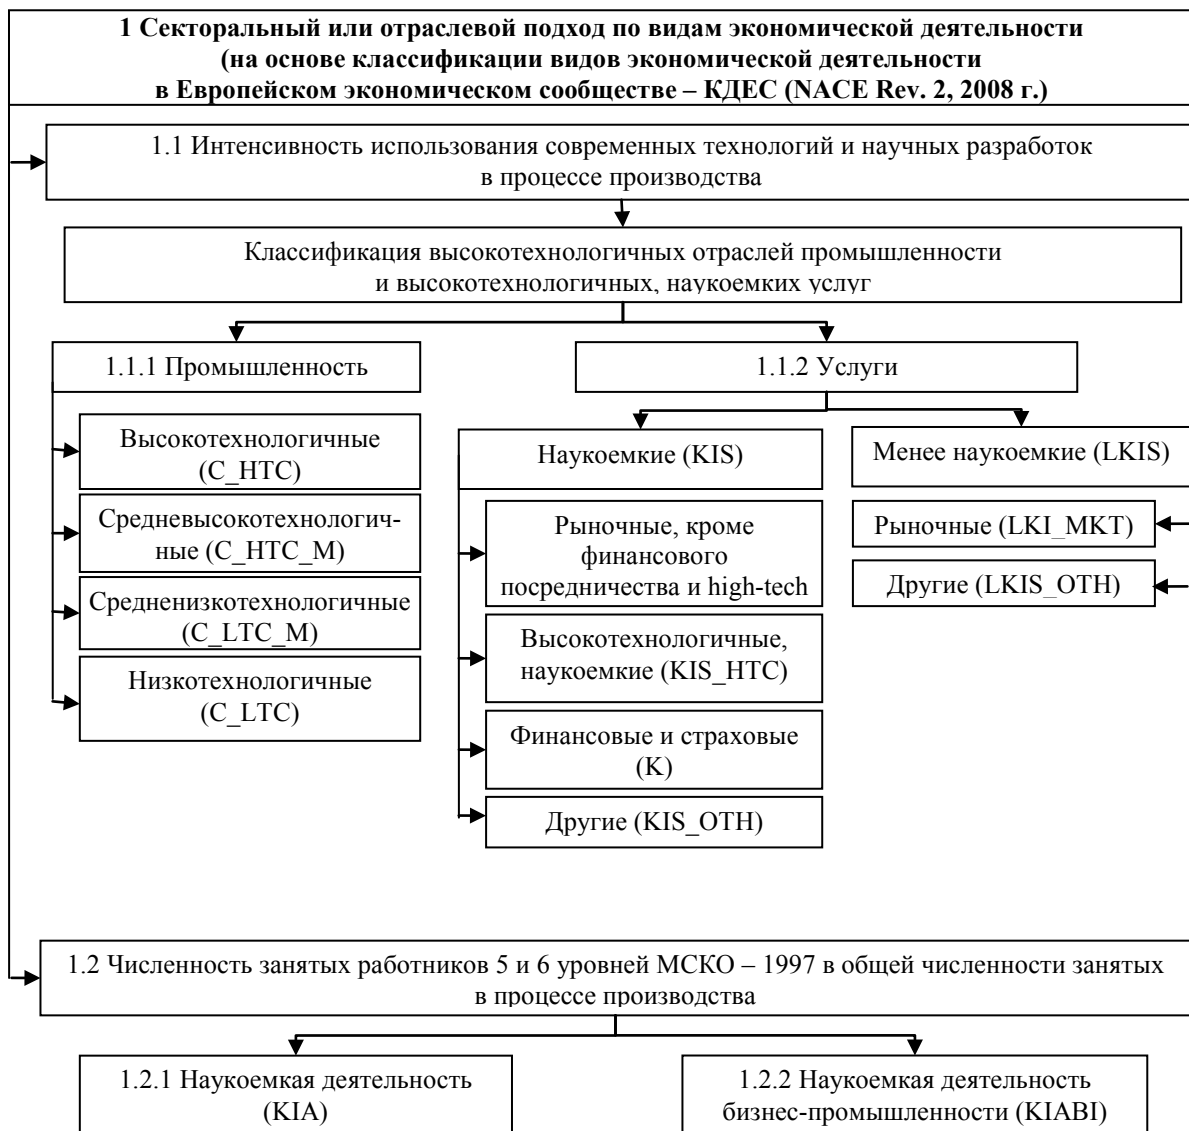 1 Секторальный или отраслевой подход по видам экономической деятельности
(на основе классификации видов экономической деятельности
в Европейском экономическом сообществе – КДЕС (NACE Rev. 2, 2008 г.)
1.1 Интенсивность использования современных технологий и научных разработок
в процессе производства
Классификация высокотехнологичных отраслей промышленности
и высокотехнологичных, наукоемких услуг
1.1.1 Промышленность
Высокотехнологичные
(C_HTC)
Средневысокотехнологич-
ные (C_HTC_M)
Средненизкотехнологичные
(C_LTC_M)
Низкотехнологичные
(C_LTC)
1.1.2 Услуги
Наукоемкие (KIS)
Рыночные, кроме
финансового
посредничества и high-tech
Высокотехнологичные,
наукоемкие (KIS_HTC)
Финансовые и страховые
(K)
Другие (KIS_OTH)
Менее наукоемкие (LKIS)
Рыночные (LKI_MKT)
Другие (LKIS_OTH)
1.2 Численность занятых работников 5 и 6 уровней МСКО – 1997 в общей численности занятых
в процессе производства
1.2.1 Наукоемкая деятельность
(KIA)
1.2.2 Наукоемкая деятельность
бизнес-промышленности (KIABI)